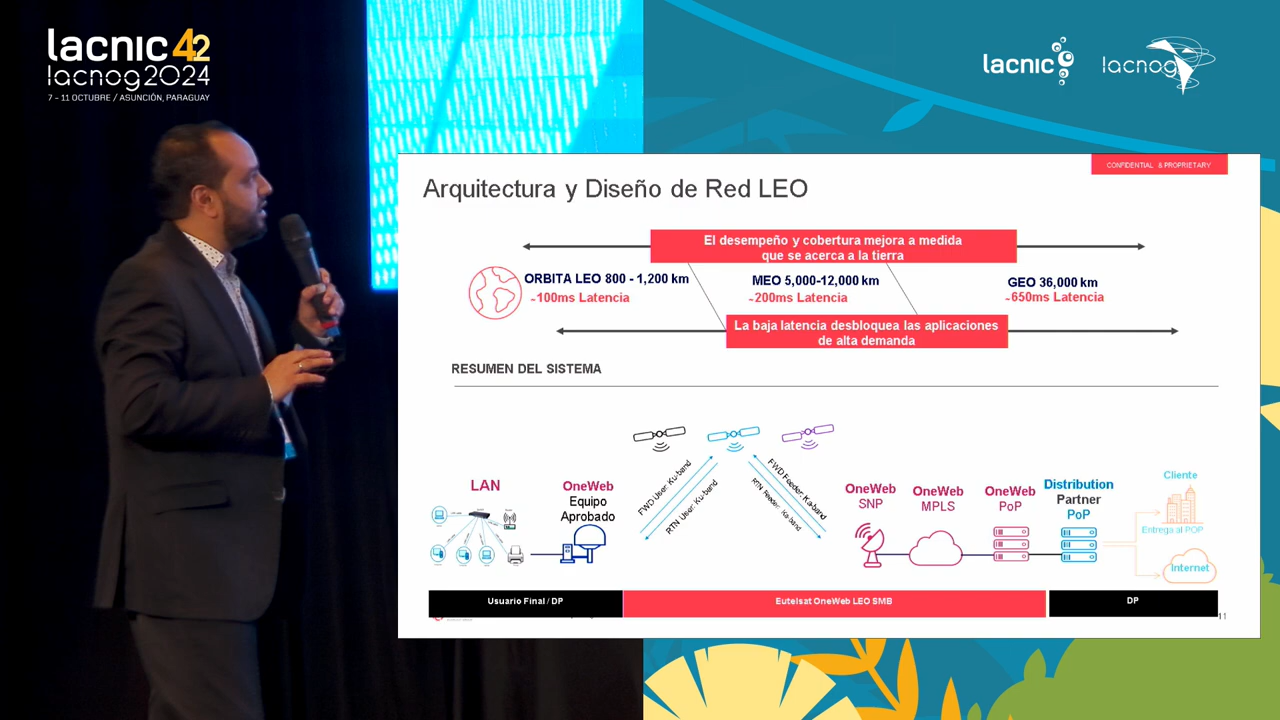 lacnic 42
lacnog2024
7 - 11 OCTUBRE / ASUNCIÓN, PARAGUAY
lacnic
lacnog
CONFIDENTIAL & PROPRIETARY
Arquitectura y Diseño de Red LEO
El desempeño y cobertura mejora a medida
que se acerca a la tierra
ORBITA LEO 800 - 1,200 km
~100ms Latencia
MEO 5,000-12,000 km
~200ms Latencia
GEO 36,000 km
~650ms Latencia
La baja latencia desbloquea las aplicaciones
de alta demanda
RESUMEN DEL SISTEMA
LAN
OneWeb
Equipo
Aprobado
FWD User: Ku-band
RTN User: Ku-band
FWD Feeder: Ka-band
RTN Feeder: Ka-band
OneWeb
SNP
OneWeb
MPLS
OneWeb
PoP
Distribution
Partner
PoP
Cliente
Entrega al POP
Internet
Usuario Final / DP
Eutelsat OneWeb LEO SMB
DP
11